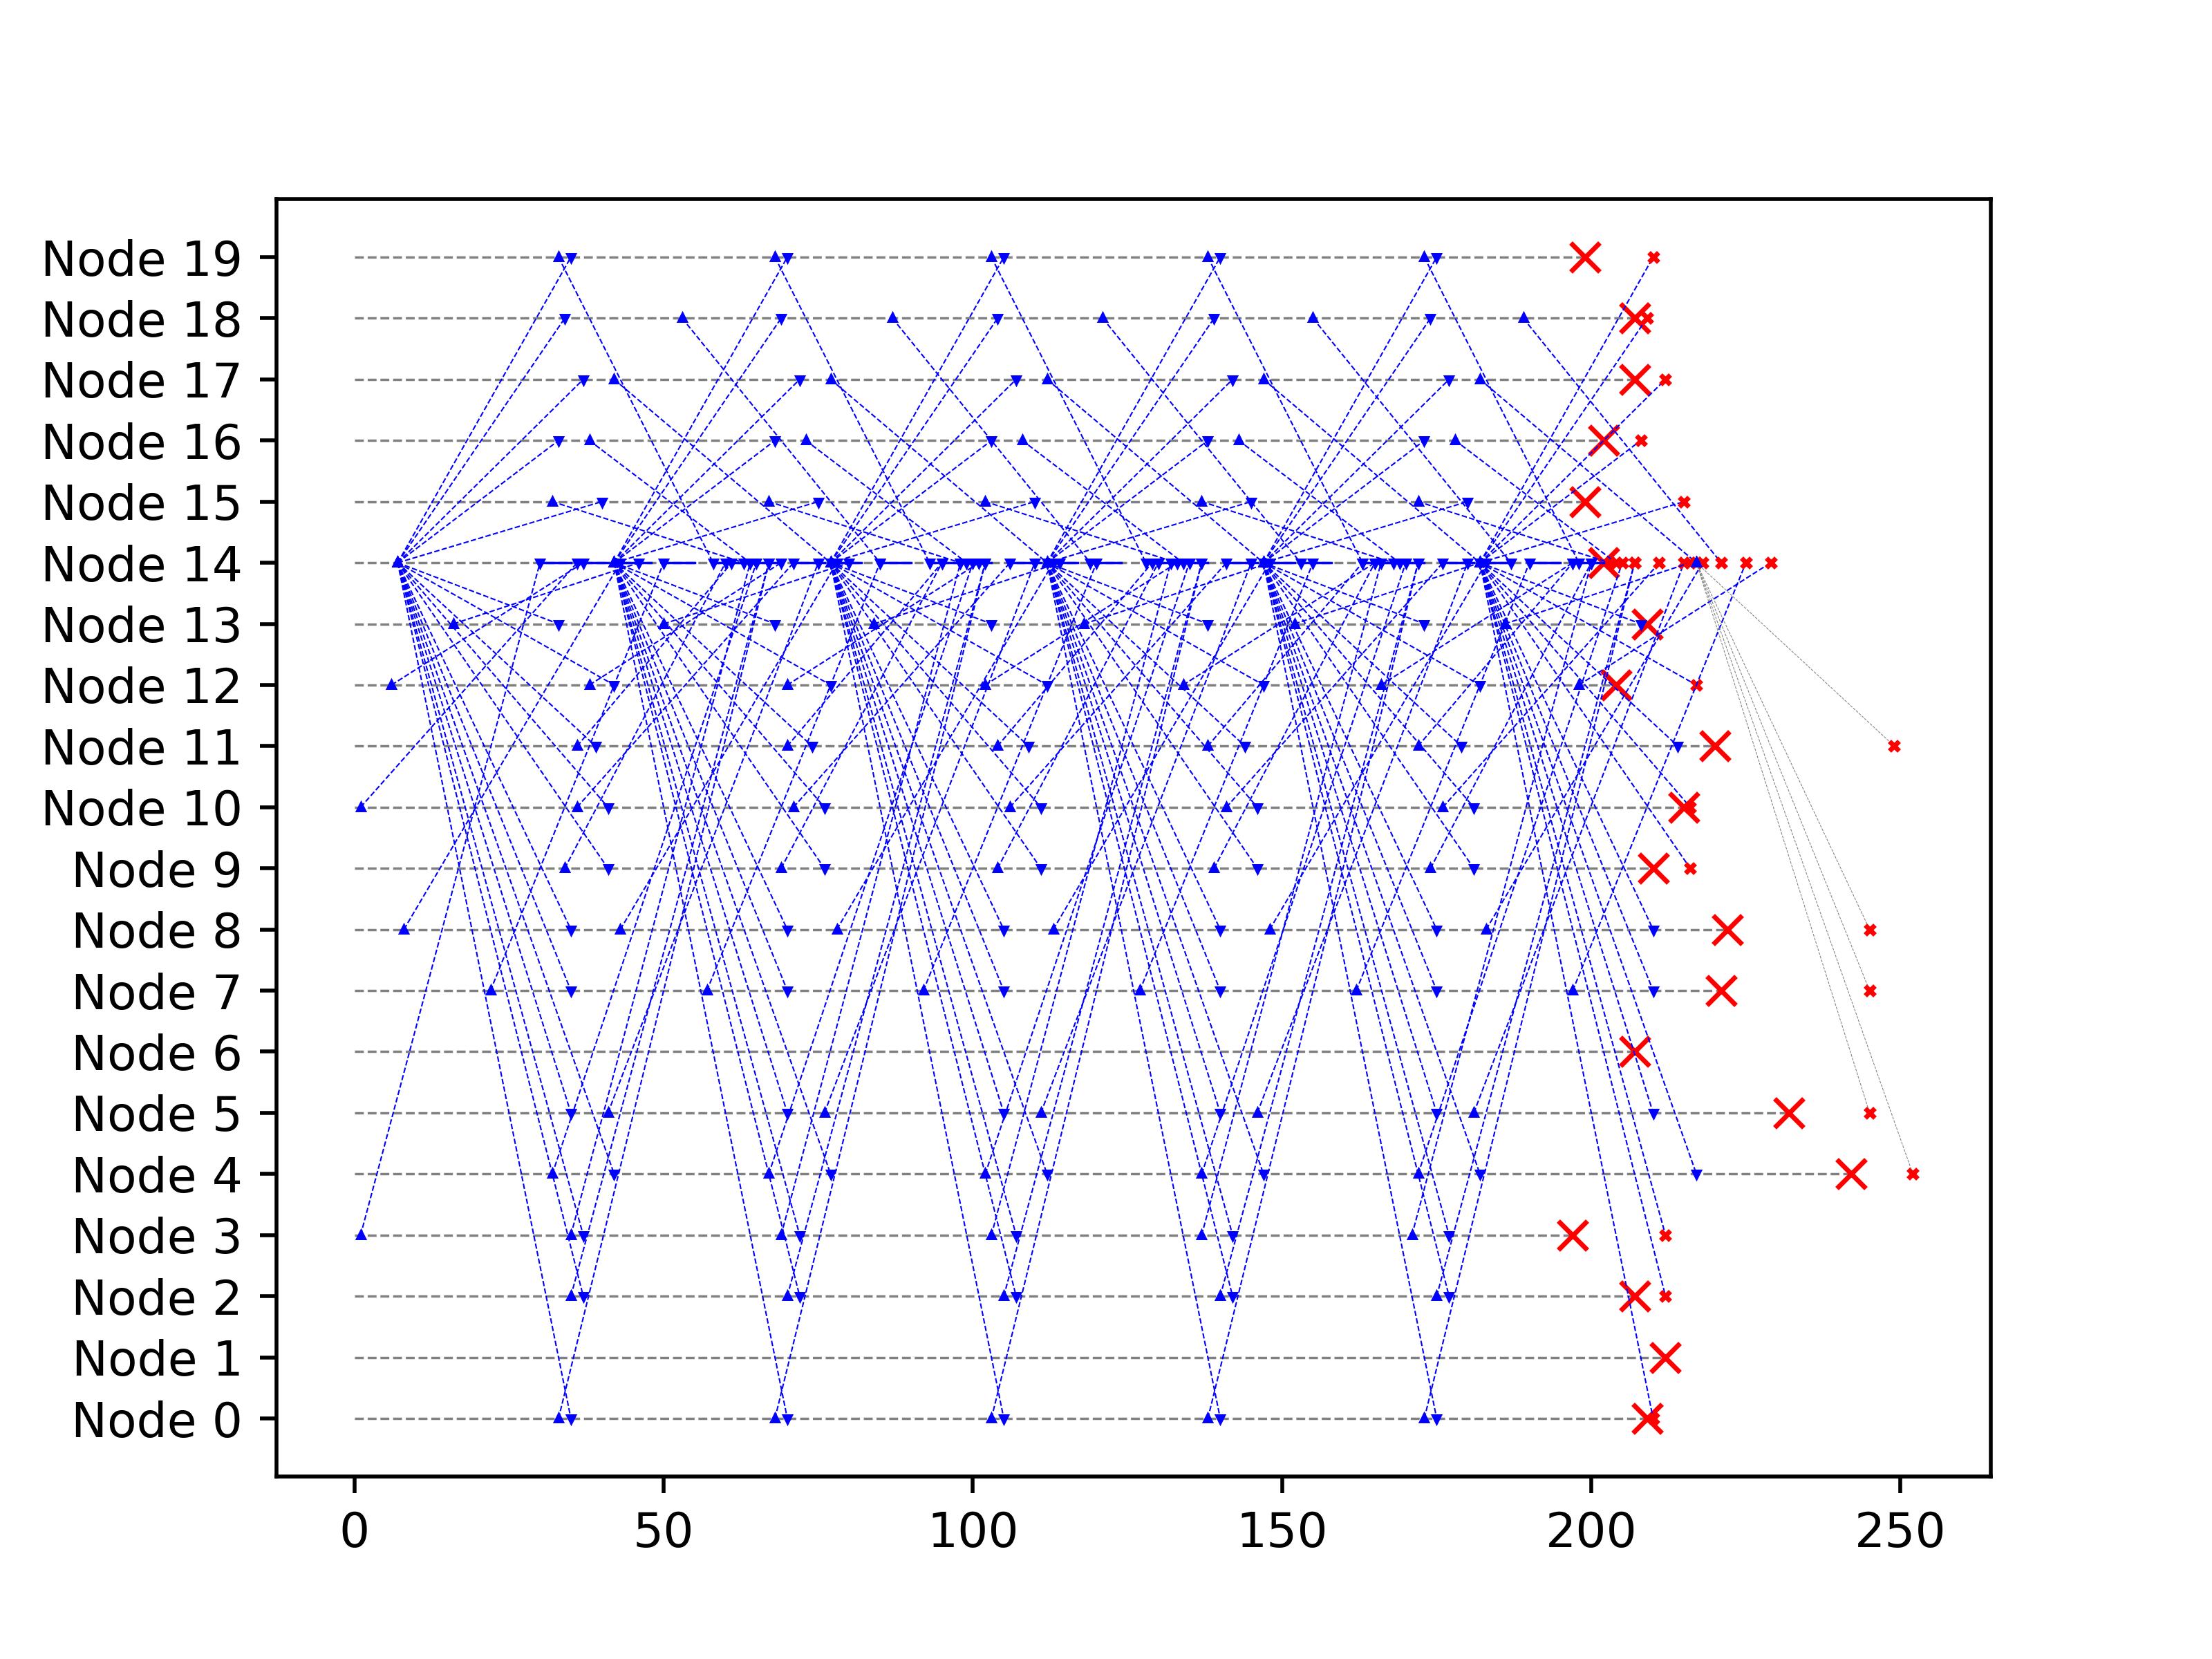 Node 19
Node 18
Node 17
Node 16
Node 15
Node 14
Node 13
Node 12
Node 11
Node 10
Node 9
Node 8
Node 7
Node 6
Node 5
Node 4
Node 3
Node 2
Node 1
Node 0
0 50 100 150 200 250